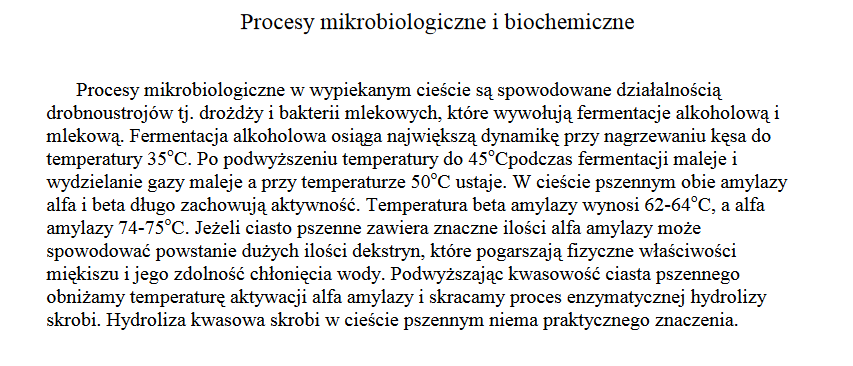 Procesy mikrobiologiczne i biochemiczne
Procesy mikrobiologiczne w wypiekanym cieście są spowodowane działalnością
drobnoustrojów tj. drożdży i bakterii mlekowych, które wywołują fermentacje alkoholową i
mlekową. Fermentacja alkoholowa osiąga największą dynamikę przy nagrzewaniu kęsa do
temperatury 35°C. Po podwyższeniu temperatury do 45°Cpodczas fermentacji maleje i
wydzielanie gazy maleje a przy temperaturze 50°C ustaje. W cieście pszennym obie amylazy
alfa i beta długo zachowują aktywność. Temperatura beta amylazy wynosi 62-64°C, a alfa
amylazy 74-75°C. Jeżeli ciasto pszenne zawiera znaczne ilości alfa amylazy może
spowodować powstanie dużych ilości dekstryn, które pogarszają fizyczne właściwości
miękiszu i jego zdolność chłonięcia wody. Podwyższając kwasowość ciasta pszennego
obniżamy temperaturę aktywacji alfa amylazy i skracamy proces enzymatycznej hydrolizy
skrobi. Hydroliza kwasowa skrobi w cieście pszennym niema praktycznego znaczenia.